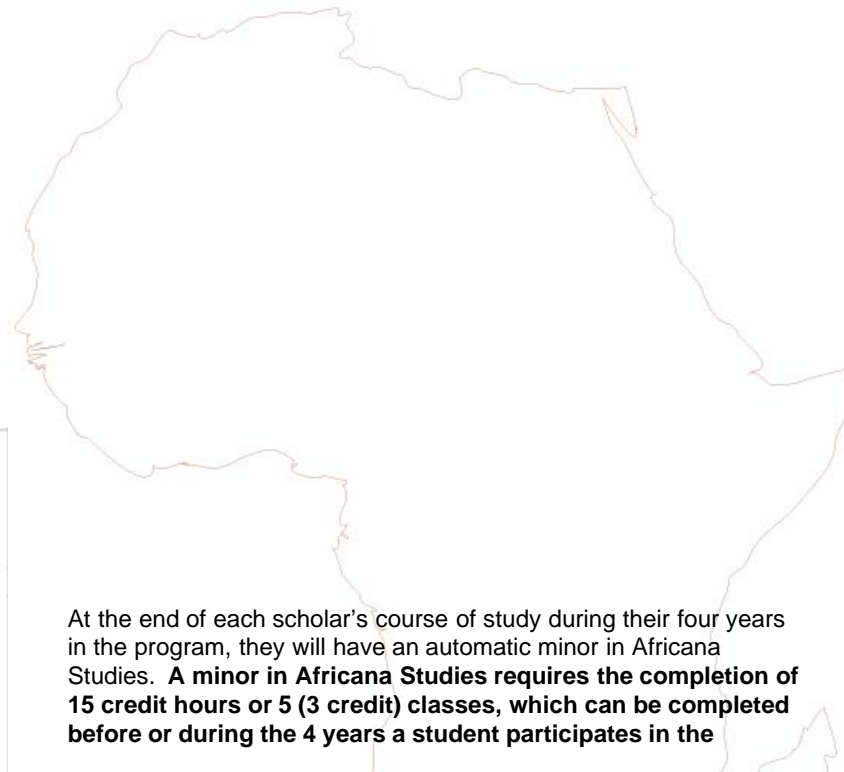 At the end of each scholar’s course of study during their four years
in the program, they will have an automatic minor in Africana
Studies.  A minor in Africana Studies requires the completion of
15 credit hours or 5 (3 credit) classes, which can be completed
before or during the 4 years a student participates in the